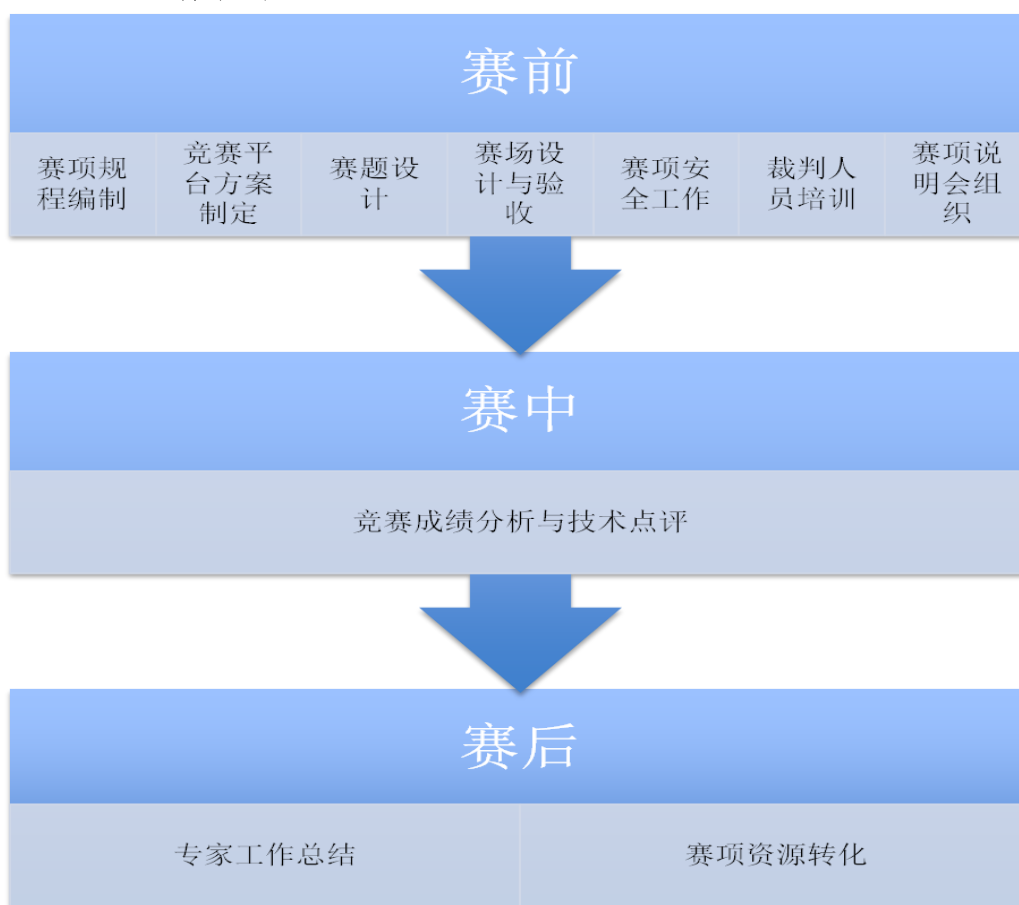 赛前
赛项规
程编制
竞赛平
台方案
制定
赛题设
计
赛场设
计与验
收
赛项安
全工作
裁判人
员培训
赛项说
明会组
织
赛中
竞赛成绩分析与技术点评
赛后
专家工作总结
赛项资源转化